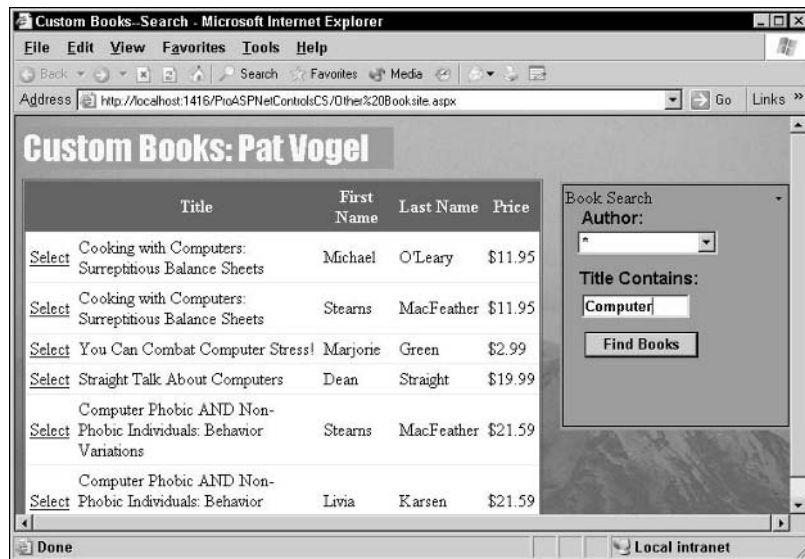 Custom Books--Search - Microsoft Internet Explorer
File Edit View Favorites Tools Help
Back Search Favorites Media
Address http://localhost:1416/ProASPNetControlsCS/Other%20Booksite.aspx Go Links »
Custom Books: Pat Vogel
Title First Name Last Name Price
Select Cooking with Computers: Surreptitious Balance Sheets Michael O'Leary $11.95
Select Cooking with Computers: Surreptitious Balance Sheets Stearns MacFeather $11.95
Select You Can Combat Computer Stress! Marjorie Green $2.99
Select Straight Talk About Computers Dean Straight $19.99
Select Computer Phobic AND Non-Phobic Individuals: Behavior Variations Stearns MacFeather $21.59
Select Computer Phobic AND Non-Phobic Individuals: Behavior Livia Karsen $21.59
Book Search
Author:
*
Title Contains:
Computer
Find Books
Done Local intranet